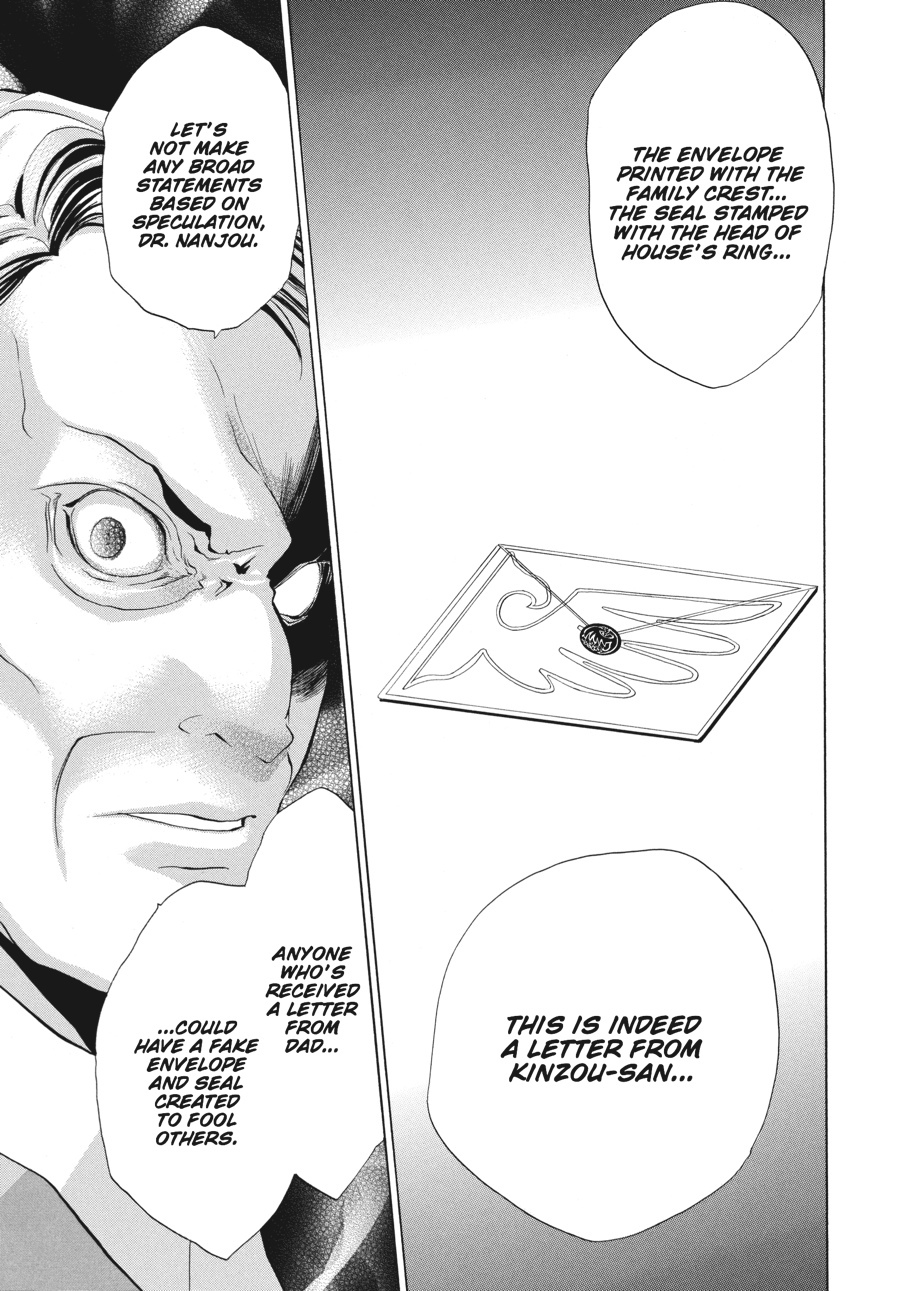 THE ENVELOPE
PRINTED WITH THE
FAMILY CREST...
THE SEAL STAMPED
WITH THE HEAD OF
HOUSE'S RING...
THIS IS INDEED
A LETTER FROM
KINZOU-SAN...
LET'S
NOT MAKE
ANY BROAD
STATEMENTS
BASED ON
SPECULATION,
DR. NANJOU.
ANYONE
WHO'S
RECEIVED
A LETTER
FROM
DAD...
...COULD
HAVE A FAKE
ENVELOPE
AND SEAL
CREATED
TO FOOL
OTHERS.